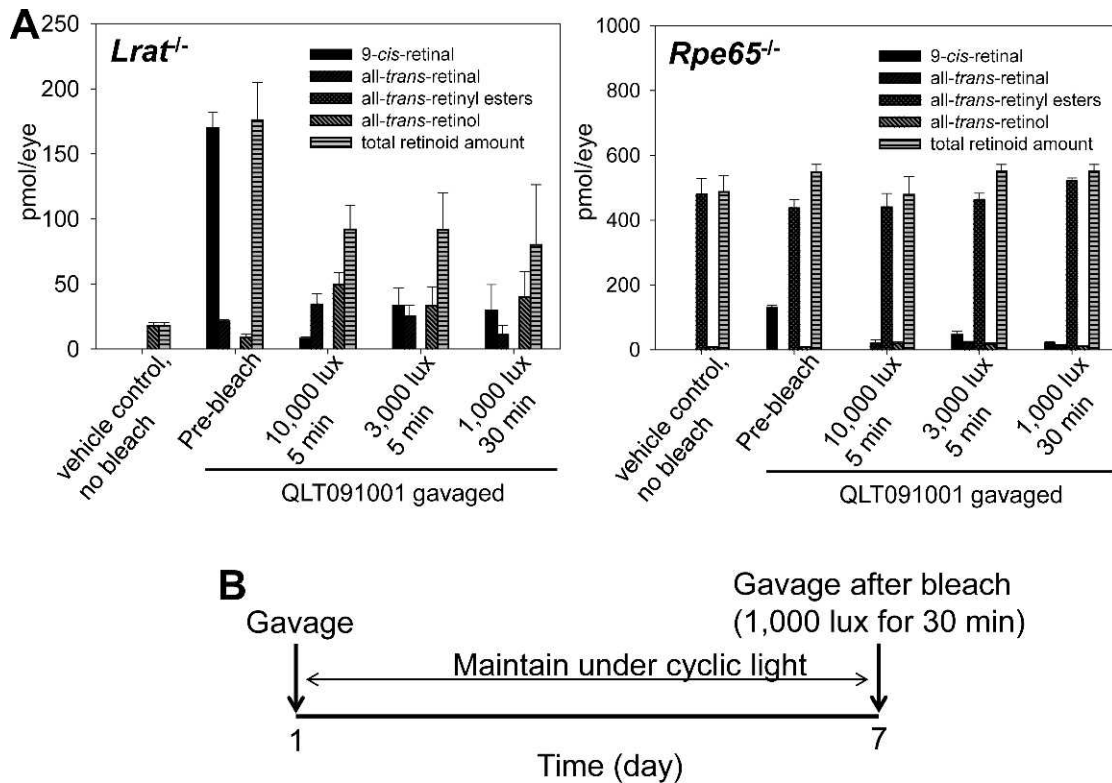 A
Lrat-/-
250
200
150
100
50
0
pmol/eye
9-cis-retinal
all-trans-retinal
all-trans-retinyl esters
all-trans-retinol
total retinoid amount
vehicle control,
no bleach
Pre-bleach
10,000 lux
5 min
3,000 lux
5 min
1,000 lux
30 min
QLT091001 gavaged
Rpe65-/-
1000
800
600
400
200
0
pmol/eye
9-cis-retinal
all-trans-retinal
all-trans-retinyl esters
all-trans-retinol
total retinoid amount
vehicle control,
no bleach
Pre-bleach
10,000 lux
5 min
3,000 lux
5 min
1,000 lux
30 min
QLT091001 gavaged
B
Gavage
Gavage after bleach
(1,000 lux for 30 min)
Maintain under cyclic light
1
7
Time (day)